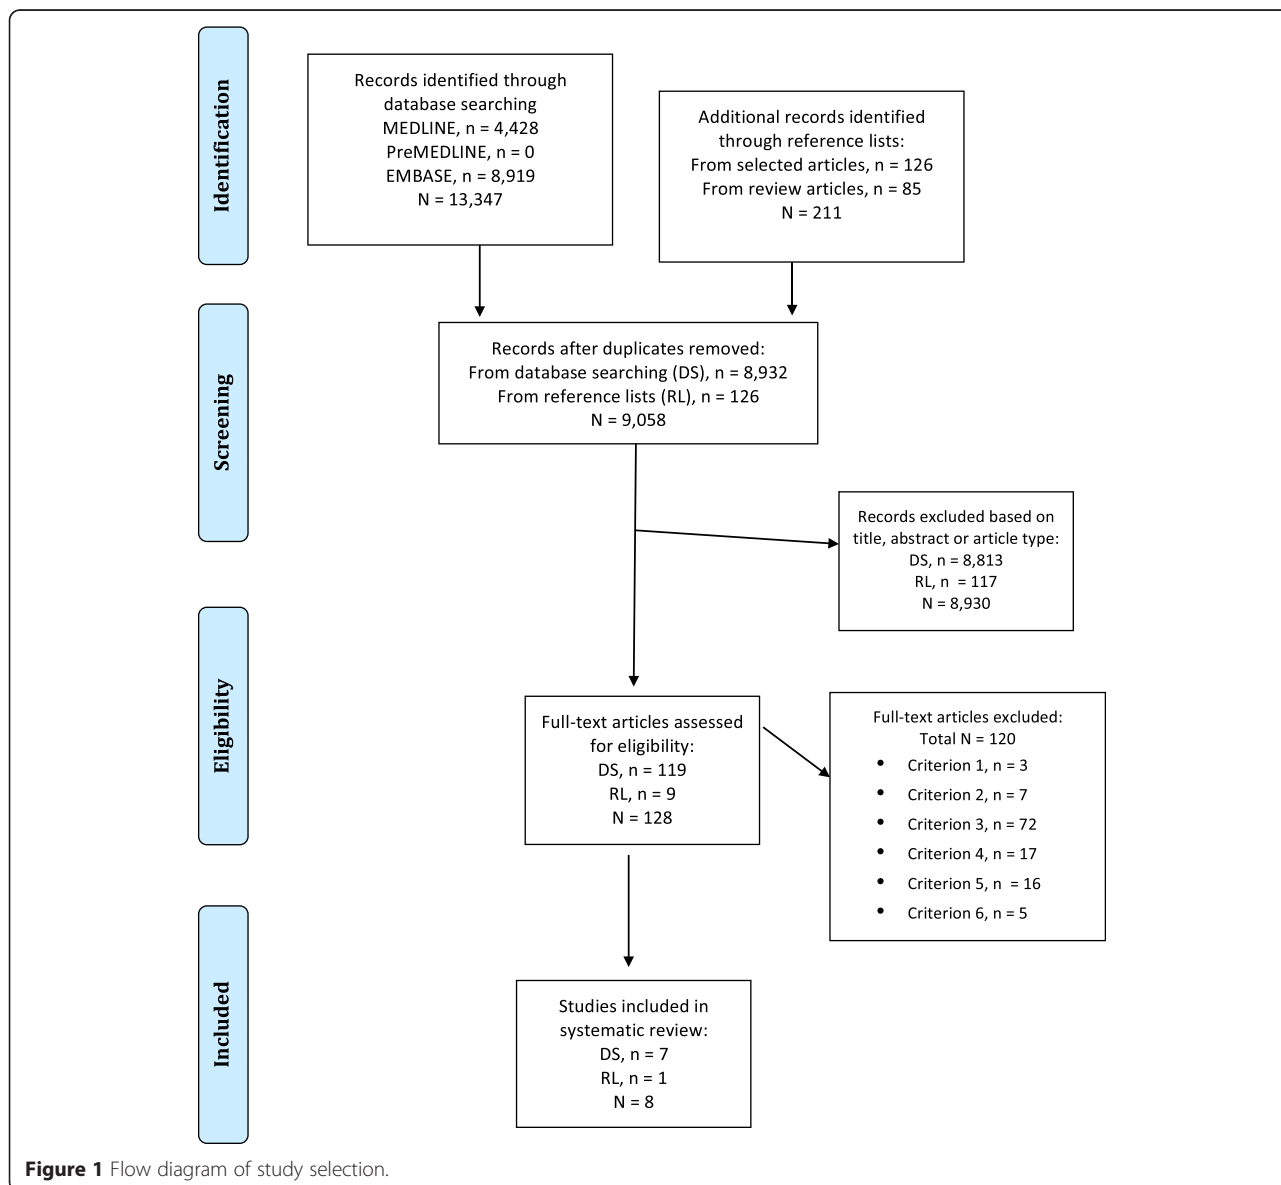 Identification
Records identified through
database searching
MEDLINE, n = 4,428
PreMEDLINE, n = 0
EMBASE, n = 8,919
N = 13,347
Additional records identified
through reference lists:
From selected articles, n = 126
From review articles, n = 85
N = 211
Screening
Records after duplicates removed:
From database searching (DS), n = 8,932
From reference lists (RL), n = 126
N = 9,058
Records excluded based on
title, abstract or article type:
DS, n = 8,813
RL, n  = 117
N = 8,930
Eligibility
Full-text articles assessed
for eligibility:
DS, n = 119
RL, n = 9
N = 128
Full-text articles excluded:
Total N = 120
• Criterion 1, n = 3
• Criterion 2, n = 7
• Criterion 3, n = 72
• Criterion 4, n = 17
• Criterion 5, n  = 16
• Criterion 6, n = 5
Included
Studies included in
systematic review:
DS, n = 7
RL, n = 1
N = 8
Figure 1 Flow diagram of study selection.